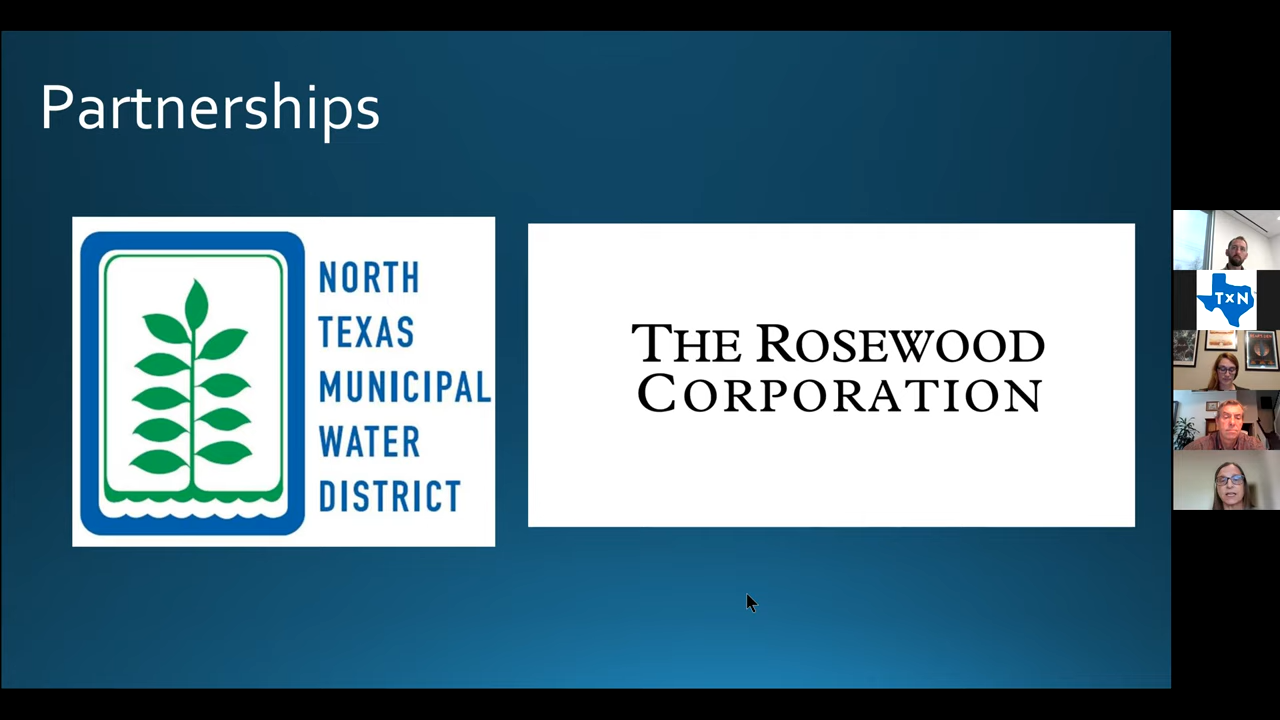 Partnerships
NORTH
TEXAS
MUNICIPAL
WATER
DISTRICT
THE ROSEWOOD
CORPORATION
TXN